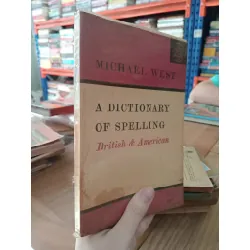 MICHAEL WEST
A DICTIONARY
OF SPELLING
British & American